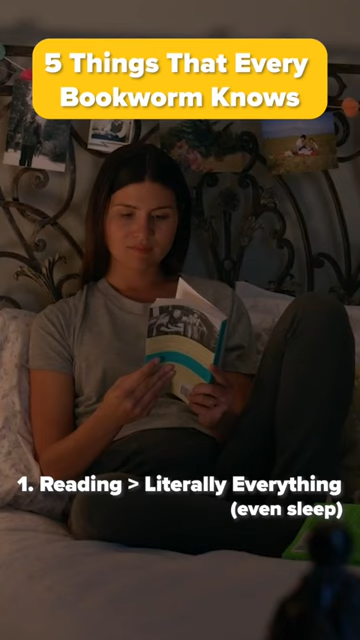 5 Things That Every
Bookworm Knows
1. Reading > Literally Everything
(even sleep)